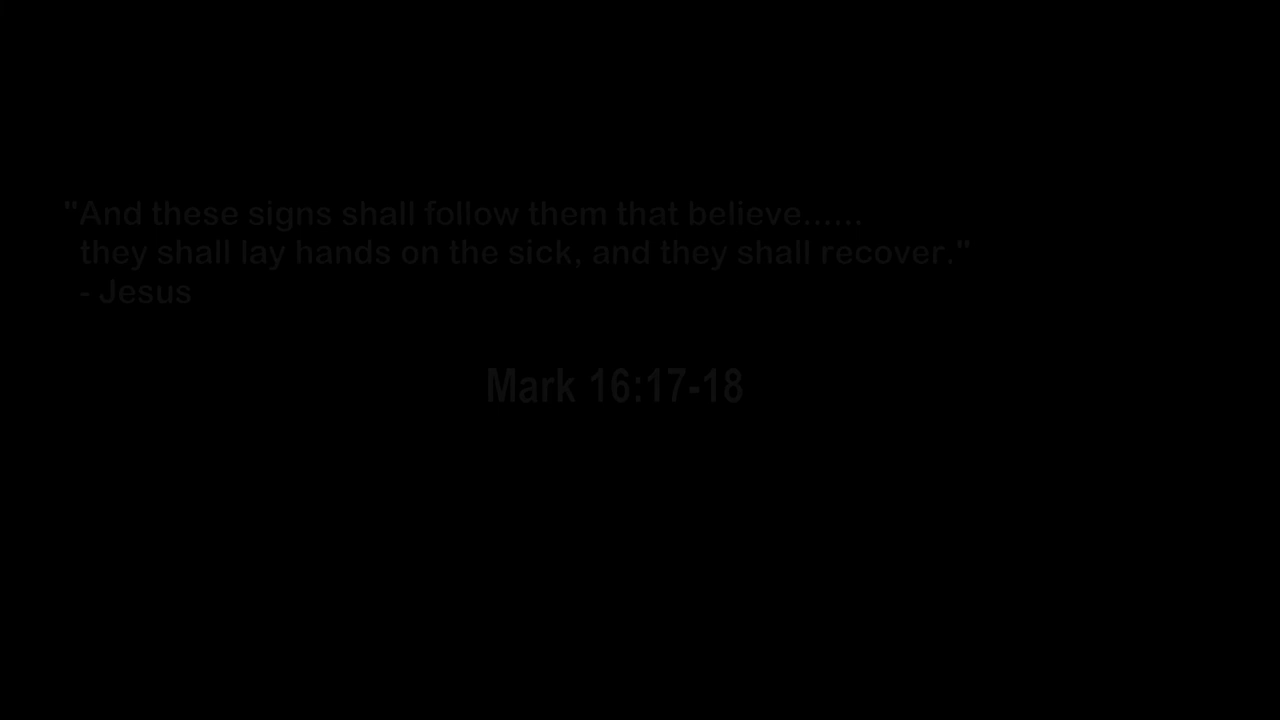 "And these signs shall follow them that believe......
they shall lay hands on the sick, and they shall recover."
- Jesus
Mark 16:17-18